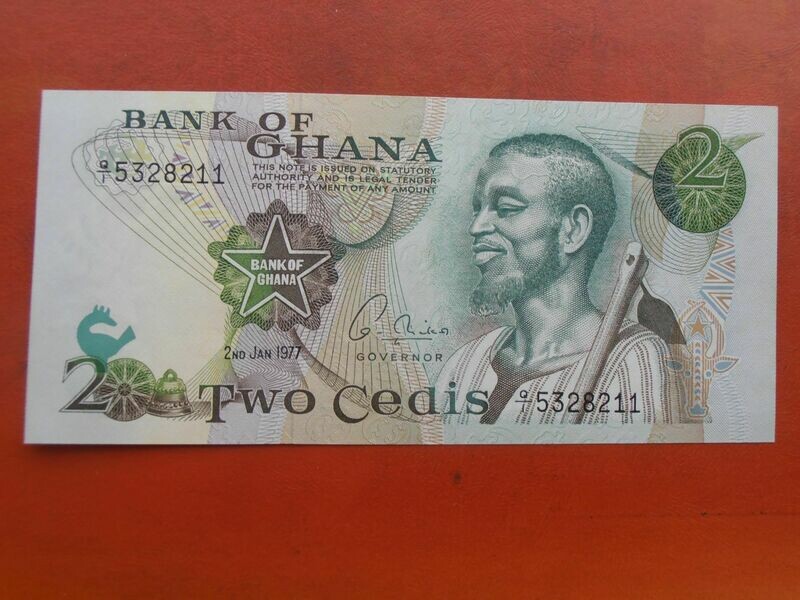 BANK OF
GHANA
THIS NOTE IS ISSUED ON STATUTORY
AUTHORITY AND IS LEGAL TENDER
FOR THE PAYMENT OF ANY AMOUNT
Q/1 5328211
2
BANK OF
GHANA
2ND JAN 1977
GOVERNOR
2
TWO CEDIS
Q/1 5328211